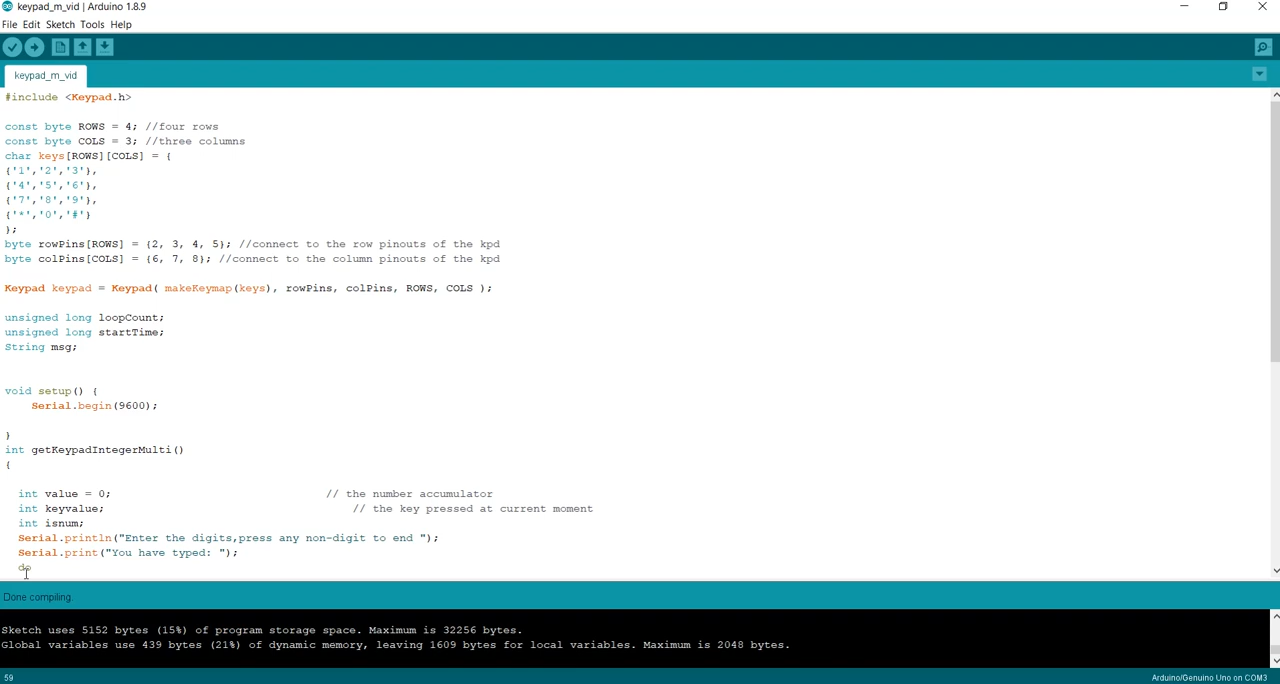 keypad_m_vid | Arduino 1.8.9
File Edit Sketch Tools Help
keypad_m_vid
#include <Keypad.h>
const byte ROWS = 4; //four rows
const byte COLS = 3; //three columns
char keys[ROWS][COLS] = {
{'1','2','3'},
{'4','5','6'},
{'7','8','9'},
{'*','0','#'}
};
byte rowPins[ROWS] = {2, 3, 4, 5}; //connect to the row pinouts of the kpd
byte colPins[COLS] = {6, 7, 8}; //connect to the column pinouts of the kpd
Keypad keypad = Keypad( makeKeymap(keys), rowPins, colPins, ROWS, COLS );
unsigned long loopCount;
unsigned long startTime;
String msg;
void setup() {
Serial.begin(9600);
}
int getKeypadIntegerMulti()
{
int value = 0; // the number accumulator
int keyvalue; // the key pressed at current moment
int isnum;
Serial.println("Enter the digits,press any non-digit to end ");
Serial.print("You have typed: ");
do
Done compiling.
Sketch uses 5152 bytes (15%) of program storage space. Maximum is 32256 bytes.
Global variables use 439 bytes (21%) of dynamic memory, leaving 1609 bytes for local variables. Maximum is 2048 bytes.
59 Arduino/Genuino Uno on COM3